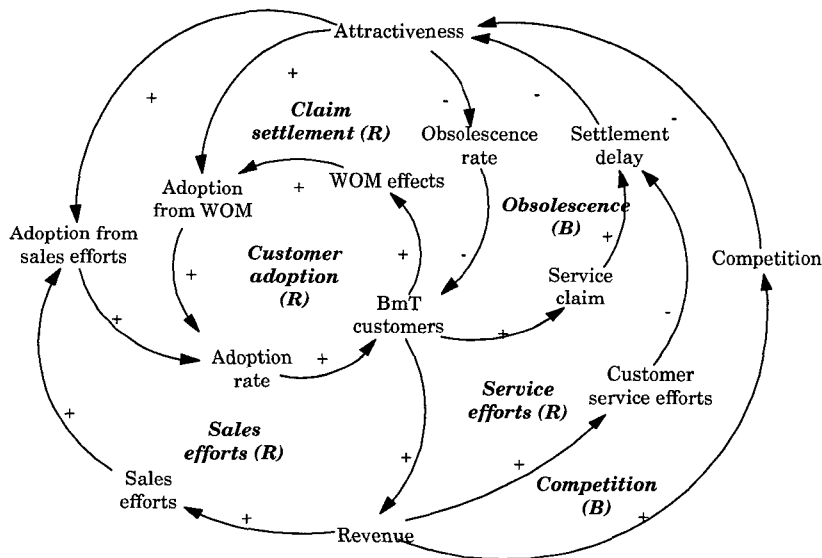 Attractiveness
+
+
-
-
-
Claim
settlement (R)
Obsolescence
rate
Settlement
delay
Adoption
from WOM
+
WOM effects
Obsolescence
(B)
Adoption from
sales efforts
+
Customer
adoption
(R)
+
-
+
Service
claim
Competition
BmT
customers
+
+
Adoption
rate
+
-
Customer
service efforts
Service
efforts (R)
Sales
efforts (R)
+
+
+
Sales
efforts
Competition
(B)
+
Revenue
+